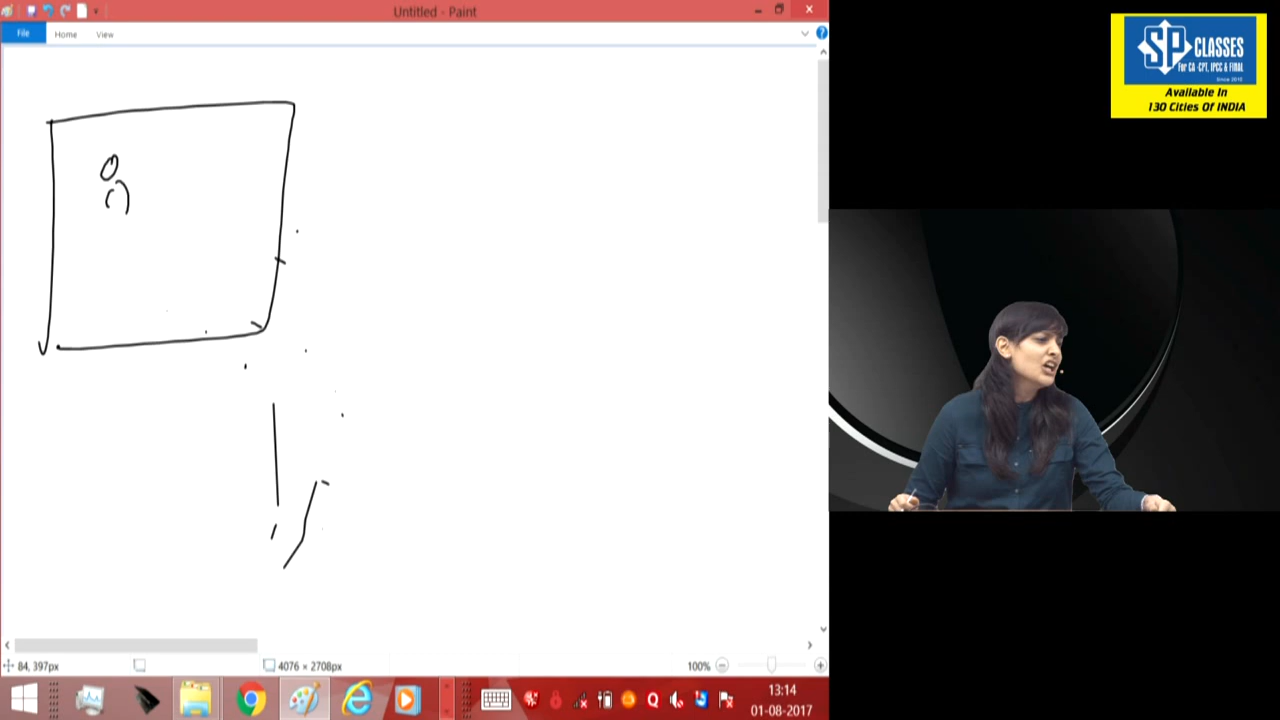 Untitled - Paint
File Home View
SP CLASSES
For CA -CPT, IPCC & FINAL
Since 2010
Available In
130 Cities Of INDIA
84, 397px
4076 × 2708px
100%
13:14
01-08-2017